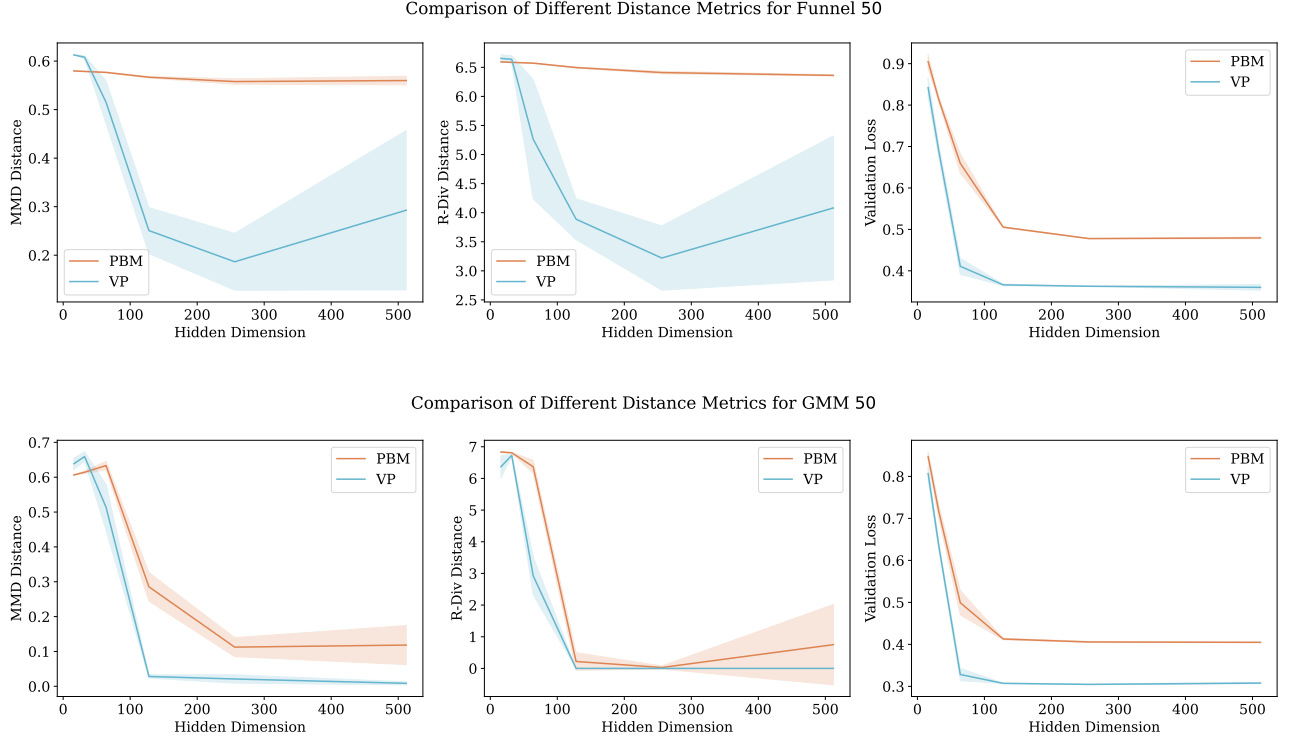 Comparison of Different Distance Metrics for Funnel 50
MMD Distance
0.6
0.5
0.4
0.3
0.2
PBM
VP
0 100 200 300 400 500
Hidden Dimension
R-Div Distance
6.5
6.0
5.5
5.0
4.5
4.0
3.5
3.0
2.5
PBM
VP
0 100 200 300 400 500
Hidden Dimension
Validation Loss
0.9
0.8
0.7
0.6
0.5
0.4
PBM
VP
0 100 200 300 400 500
Hidden Dimension
Comparison of Different Distance Metrics for GMM 50
MMD Distance
0.7
0.6
0.5
0.4
0.3
0.2
0.1
0.0
PBM
VP
0 100 200 300 400 500
Hidden Dimension
R-Div Distance
7
6
5
4
3
2
1
0
PBM
VP
0 100 200 300 400 500
Hidden Dimension
Validation Loss
0.8
0.7
0.6
0.5
0.4
0.3
PBM
VP
0 100 200 300 400 500
Hidden Dimension